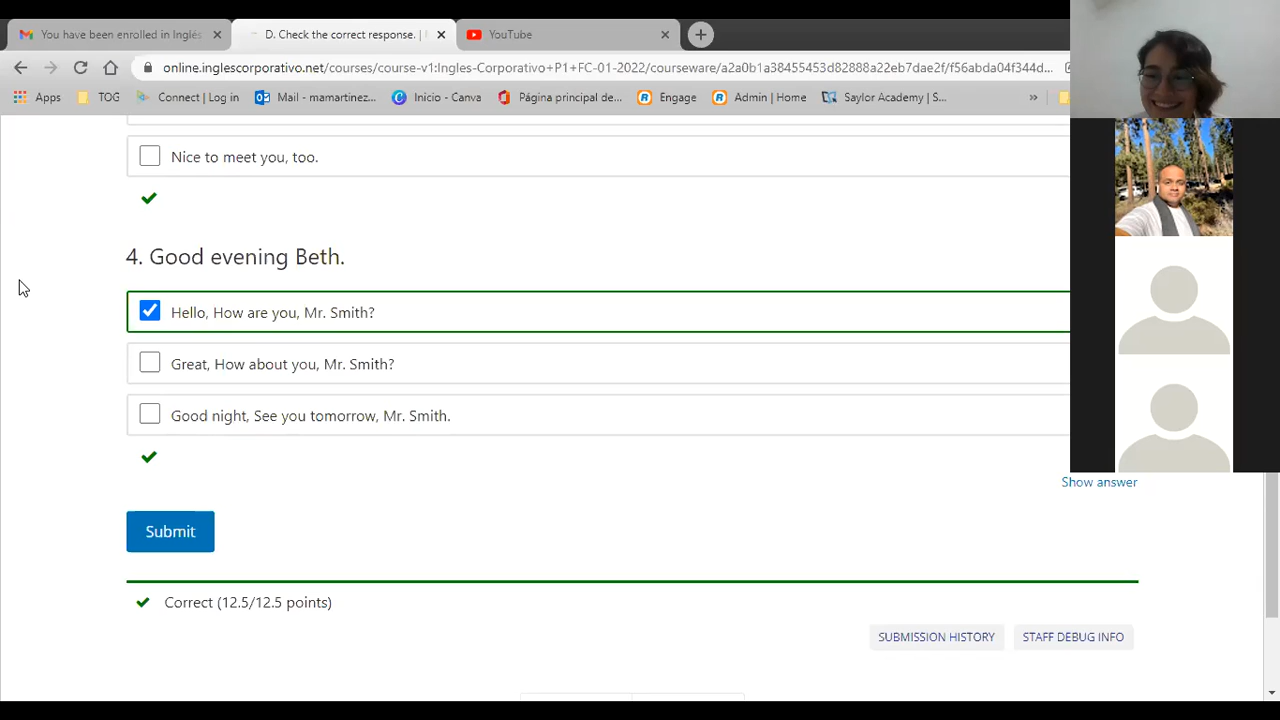 You have been enrolled in Inglés
D. Check the correct response. |
YouTube
online.inglescorporativo.net/courses/course-v1:Ingles-Corporativo+P1+FC-01-2022/courseware/a2a0b1a38455453d82888a22eb7dae2f/f56abda04f344d...
Apps
TOG
Connect | Log in
Mail - mamartinez...
Inicio - Canva
Página principal de...
Engage
Admin | Home
Saylor Academy | S...
»
Nice to meet you, too.
4. Good evening Beth.
Hello, How are you, Mr. Smith?
Great, How about you, Mr. Smith?
Good night, See you tomorrow, Mr. Smith.
Show answer
Submit
Correct (12.5/12.5 points)
SUBMISSION HISTORY
STAFF DEBUG INFO